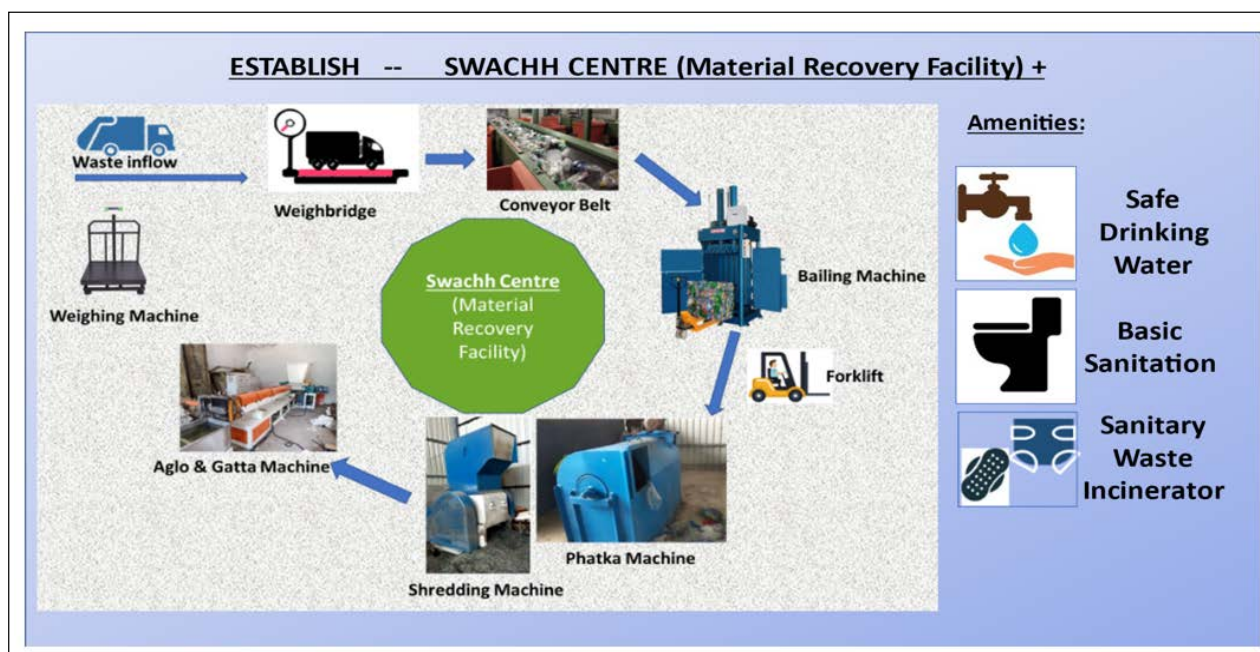 ESTABLISH -- SWACHH CENTRE (Material Recovery Facility) +
Waste inflow
Weighbridge
Conveyor Belt
Bailing Machine
Weighing Machine
Swachh Centre
(Material
Recovery
Facility)
Forklift
Aglo & Gatta Machine
Phatka Machine
Shredding Machine
Amenities:
Safe
Drinking
Water
Basic
Sanitation
Sanitary
Waste
Incinerator